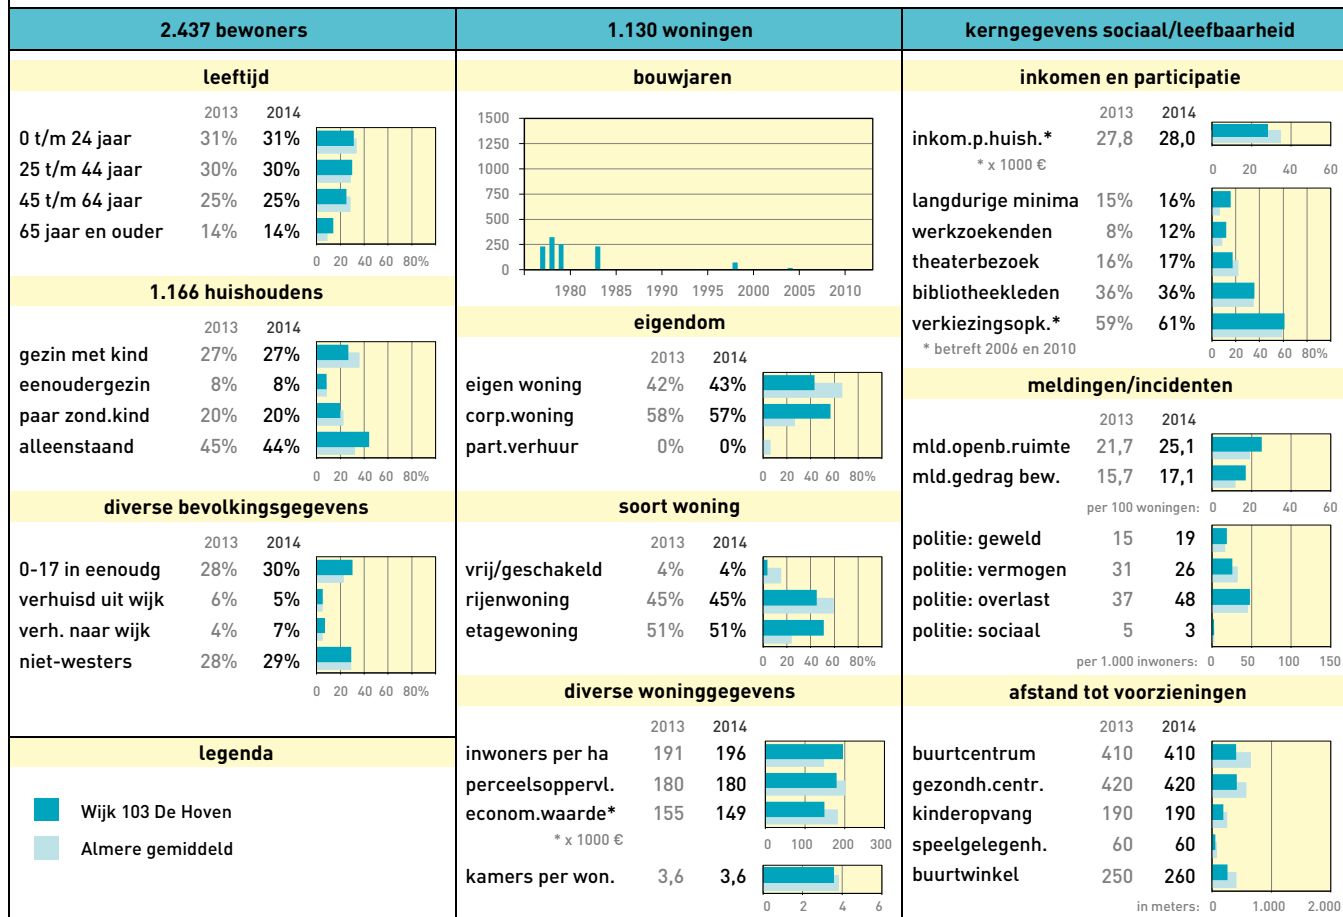 2.437 bewoners
leeftijd
2013 2014
0 t/m 24 jaar 31% 31%
25 t/m 44 jaar 30% 30%
45 t/m 64 jaar 25% 25%
65 jaar en ouder 14% 14%
0 20 40 60 80%
1.166 huishoudens
2013 2014
gezin met kind 27% 27%
eenoudergezin 8% 8%
paar zond.kind 20% 20%
alleenstaand 45% 44%
0 20 40 60 80%
diverse bevolkingsgegevens
2013 2014
0-17 in eenoudg 28% 30%
verhuisd uit wijk 6% 5%
verh. naar wijk 4% 7%
niet-westers 28% 29%
0 20 40 60 80%
legenda
Wijk 103 De Hoven
Almere gemiddeld
1.130 woningen
bouwjaren
1500
1250
1000
750
500
250
0
1980 1985 1990 1995 2000 2005 2010
eigendom
2013 2014
eigen woning 42% 43%
corp.woning 58% 57%
part.verhuur 0% 0%
0 20 40 60 80%
soort woning
2013 2014
vrij/geschakeld 4% 4%
rijenwoning 45% 45%
etagewoning 51% 51%
0 20 40 60 80%
diverse woninggegevens
2013 2014
inwoners per ha 191 196
perceelsoppervl. 180 180
econom.waarde* 155 149
* x 1000 €
0 100 200 300
kamers per won. 3,6 3,6
0 2 4 6
kerngegevens sociaal/leefbaarheid
inkomen en participatie
2013 2014
inkom.p.huish.* 27,8 28,0
* x 1000 €
0 20 40 60
langdurige minima 15% 16%
werkzoekenden 8% 12%
theaterbezoek 16% 17%
bibliotheekleden 36% 36%
verkiezingsopk.* 59% 61%
* betreft 2006 en 2010
0 20 40 60 80%
meldingen/incidenten
2013 2014
mld.openb.ruimte 21,7 25,1
mld.gedrag bew. 15,7 17,1
per 100 woningen: 0 20 40 60
politie: geweld 15 19
politie: vermogen 31 26
politie: overlast 37 48
politie: sociaal 5 3
per 1.000 inwoners: 0 50 100 150
afstand tot voorzieningen
2013 2014
buurtcentrum 410 410
gezondh.centr. 420 420
kinderopvang 190 190
speelgelegenh. 60 60
buurtwinkel 250 260
in meters: 0 1.000 2.000